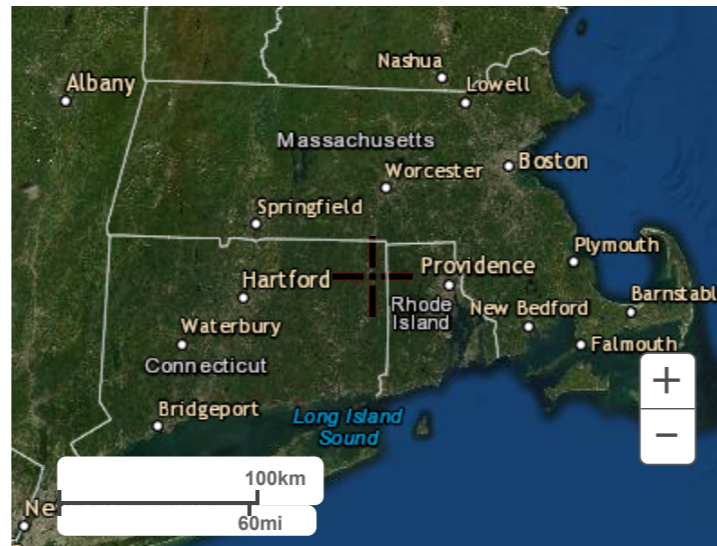 Nashua
Albany
Lowell
Massachusetts
Boston
Worcester
Springfield
Plymouth
Providence
Hartford
Barnstabl
Rhode
Island
New Bedford
Waterbury
Falmouth
Connecticut
+
Bridgeport
Long Island
Sound
−
100km
Ne
60mi